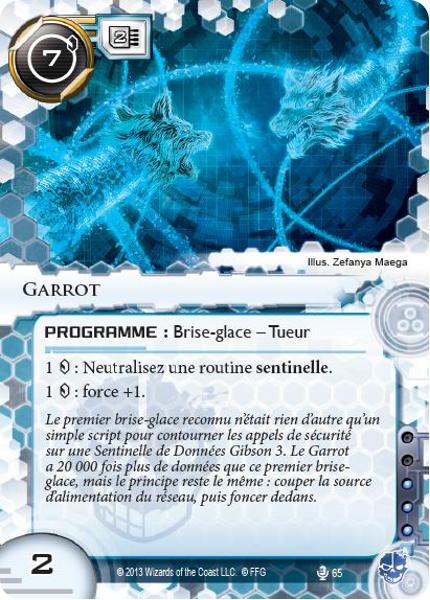 7
2
Illus. Zefanya Maega
GARROT
PROGRAMME : Brise-glace – Tueur
1 : Neutralisez une routine sentinelle.
1 : force +1.
Le premier brise-glace reconnu n'était rien d'autre qu'un
simple script pour contourner les appels de sécurité
sur une Sentinelle de Données Gibson 3. Le Garrot
a 20 000 fois plus de données que ce premier brise-
glace, mais le principe reste le même : couper la source
d'alimentation du réseau, puis foncer dedans.
2
© 2013 Wizards of the Coast LLC. © FFG
65